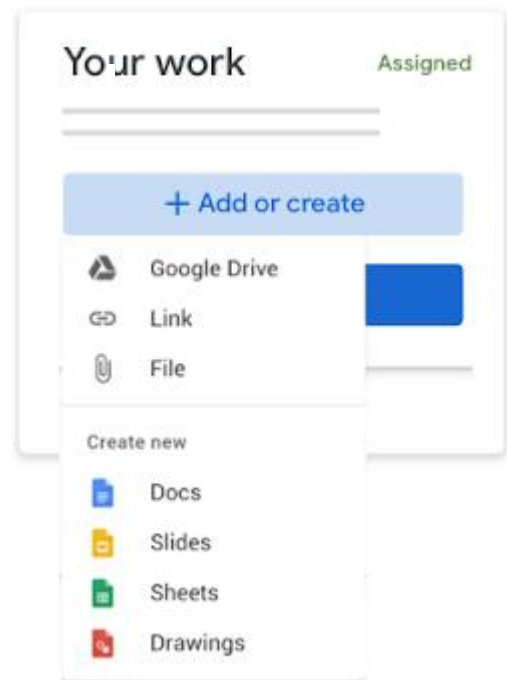 Your work
Assigned
+ Add or create
Google Drive
Link
File
Create new
Docs
Slides
Sheets
Drawings